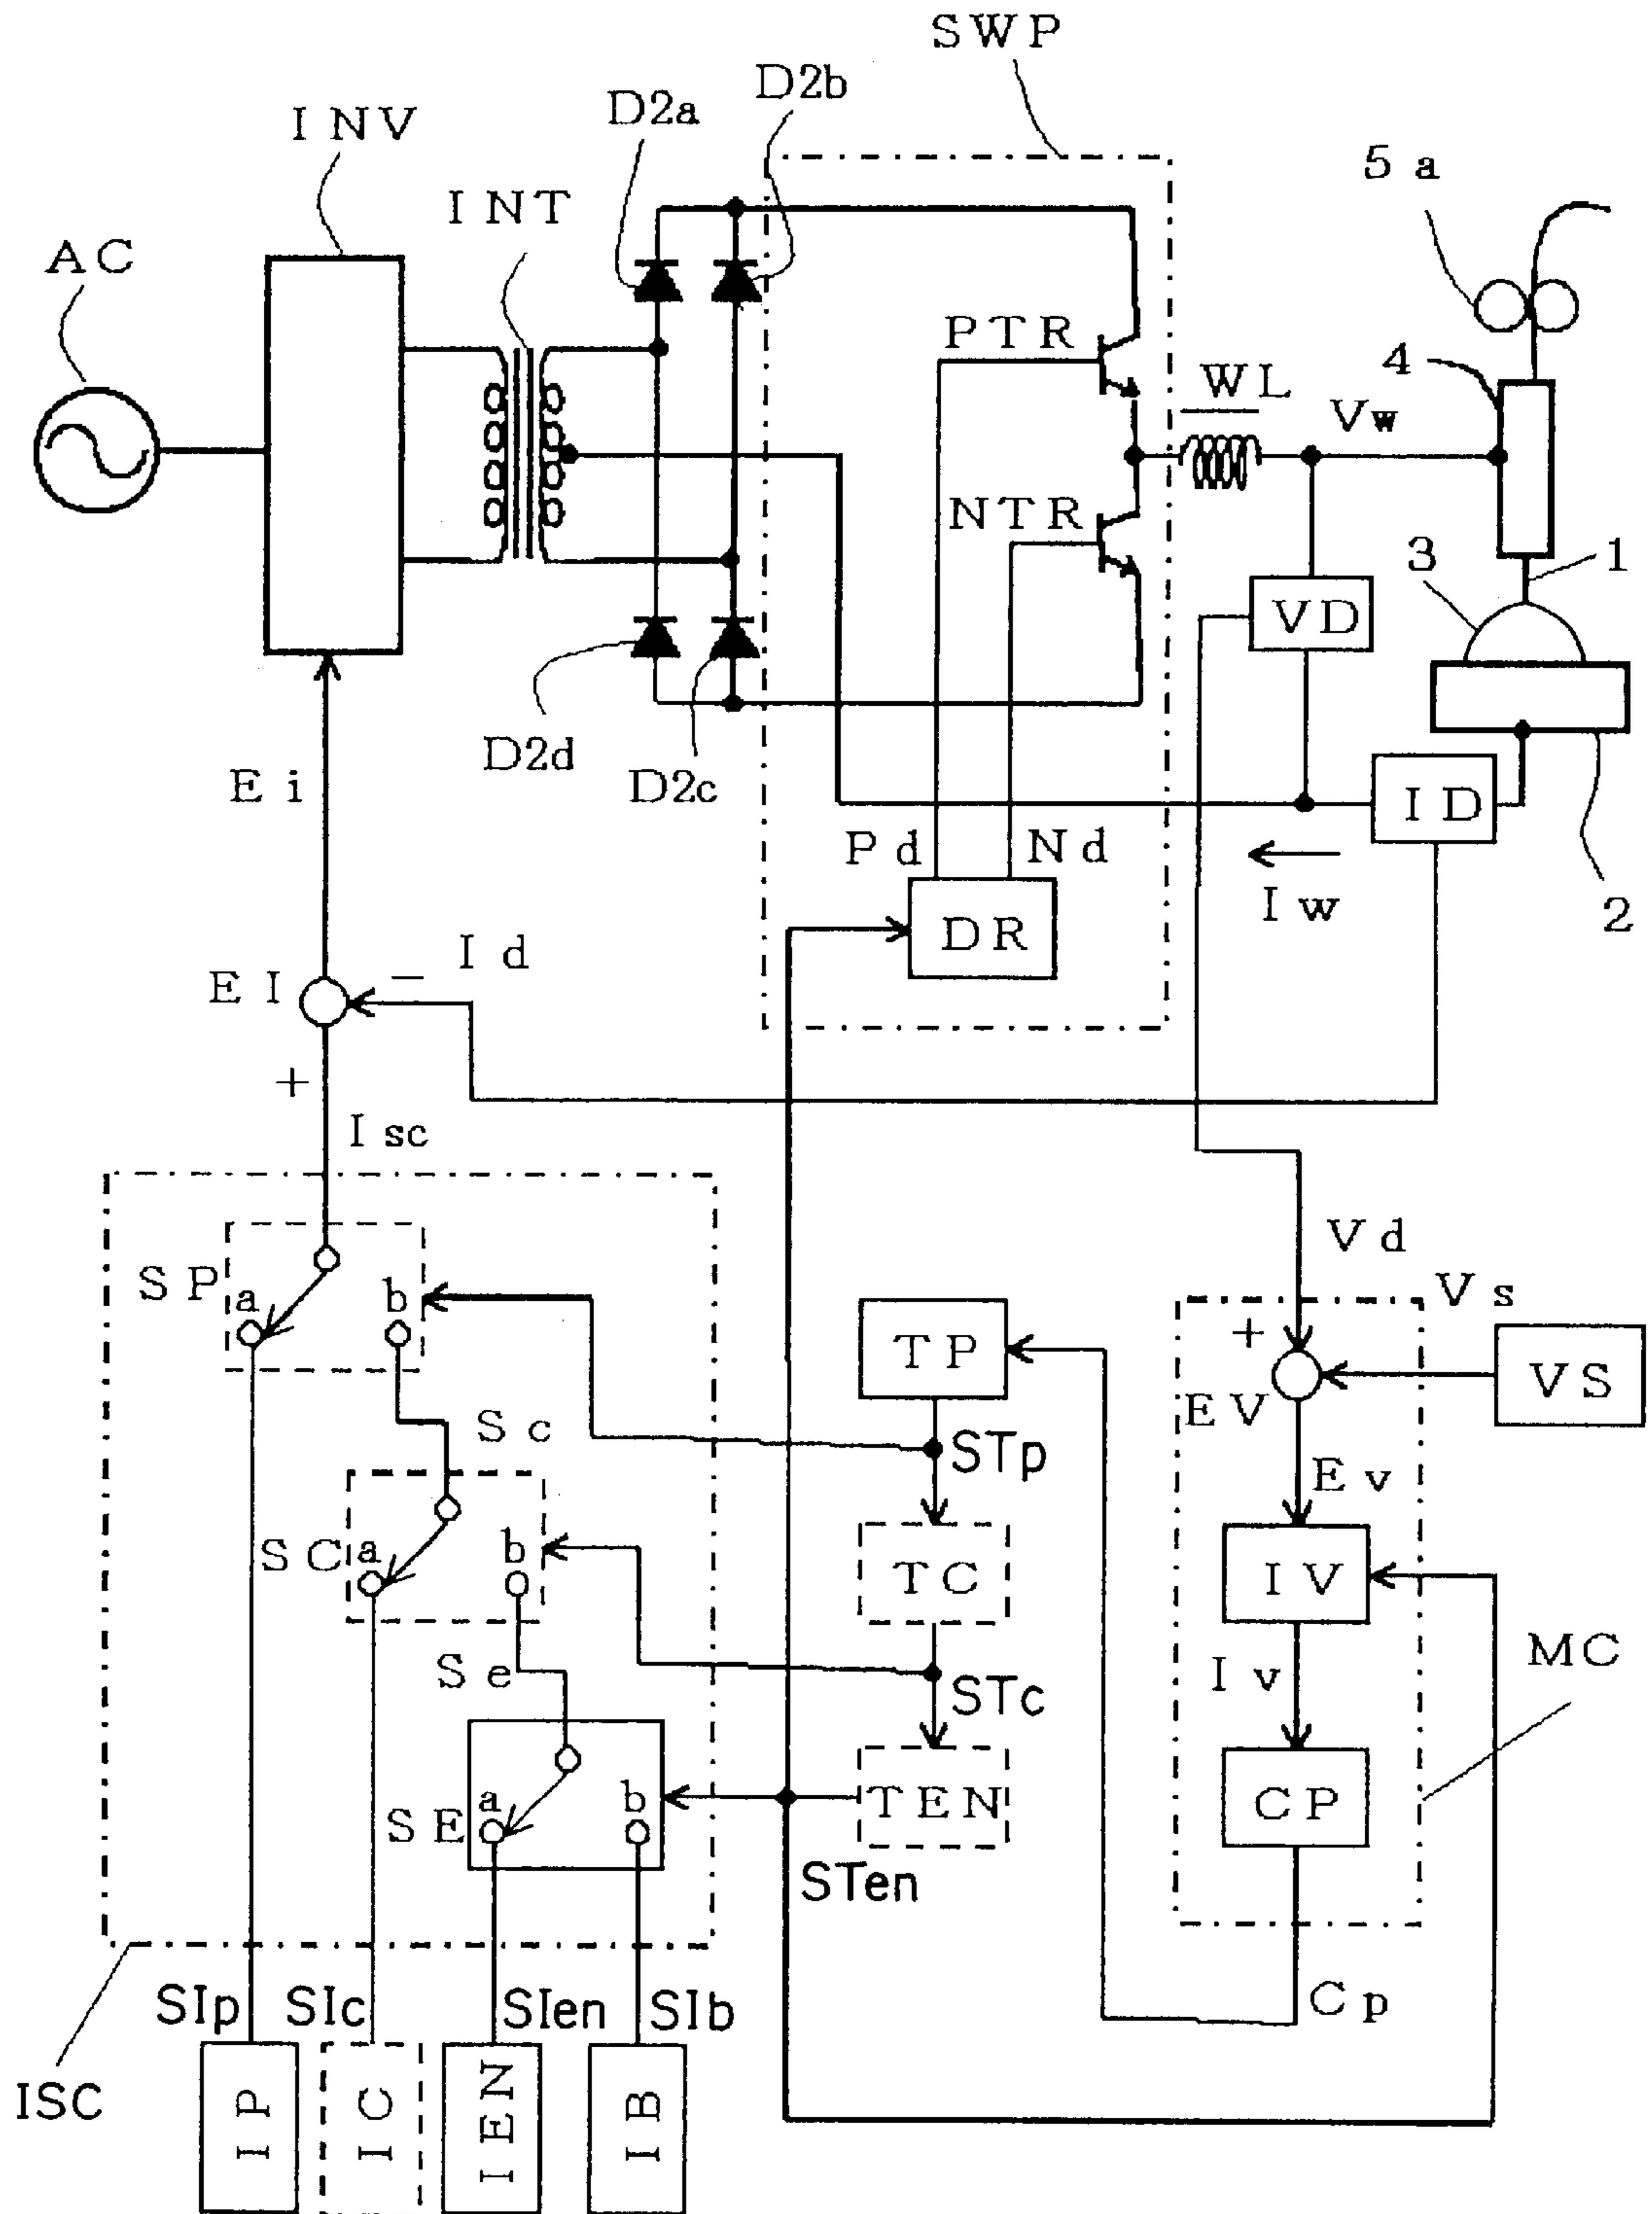 SWP
D2b
D2a
INV
5a
INT
AC
PTR
WL
4
Vw
NTR
3
1
VD
D2d
D2c
Ei
ID
Pd
Nd
Iw
2
DR
Id
EI
-
+
Isc
Vd
SP
a
b
Vs
+
TP
VS
EV
Sc
STp
Ev
SC
a
b
TC
IV
MC
Se
STc
Iv
a
b
TEN
CP
SE
STen
SIp
SIc
SIen
SIb
Cp
ISC
IP
IC
IEN
IB